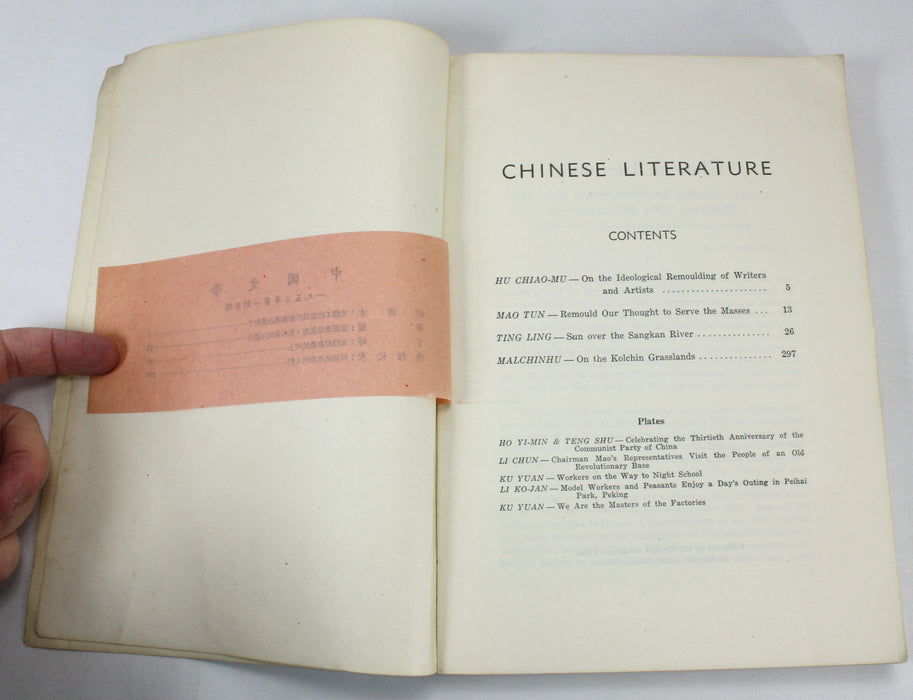 中國文學
CHINESE LITERATURE
CONTENTS
HU CHIAO-MU — On the Ideological Remoulding of Writers
and Artists ...................... 5
MAO TUN — Remould Our Thought to Serve the Masses ... 13
TING LING — Sun over the Sangkan River ............... 26
MALCHINHU — On the Kolchin Grasslands ............... 297
Plates
HO YI-MIN & TENG SHU — Celebrating the Thirtieth Anniversary of the
Communist Party of China
LI CHUN — Chairman Mao's Representatives Visit the People of an Old
Revolutionary Base
KU YUAN — Workers on the Way to Night School
LI KO-JAN — Model Workers and Peasants Enjoy a Day's Outing in Peihai
Park, Peking
KU YUAN — We Are the Masters of the Factories